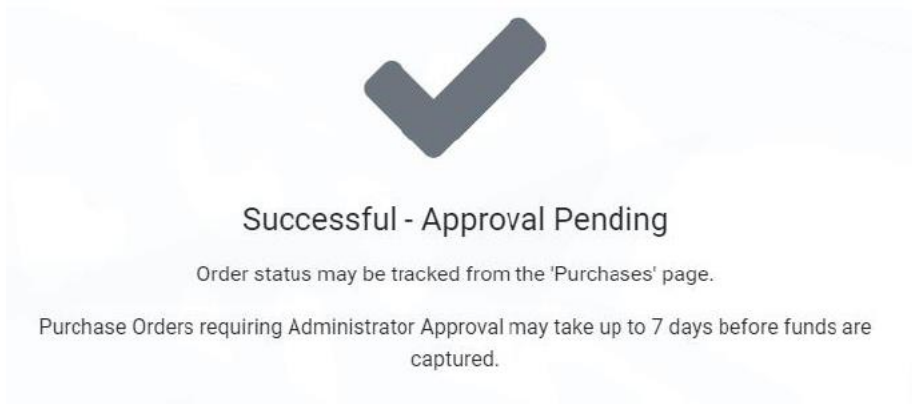 Successful - Approval Pending
Order status may be tracked from the 'Purchases' page.
Purchase Orders requiring Administrator Approval may take up to 7 days before funds are
captured.